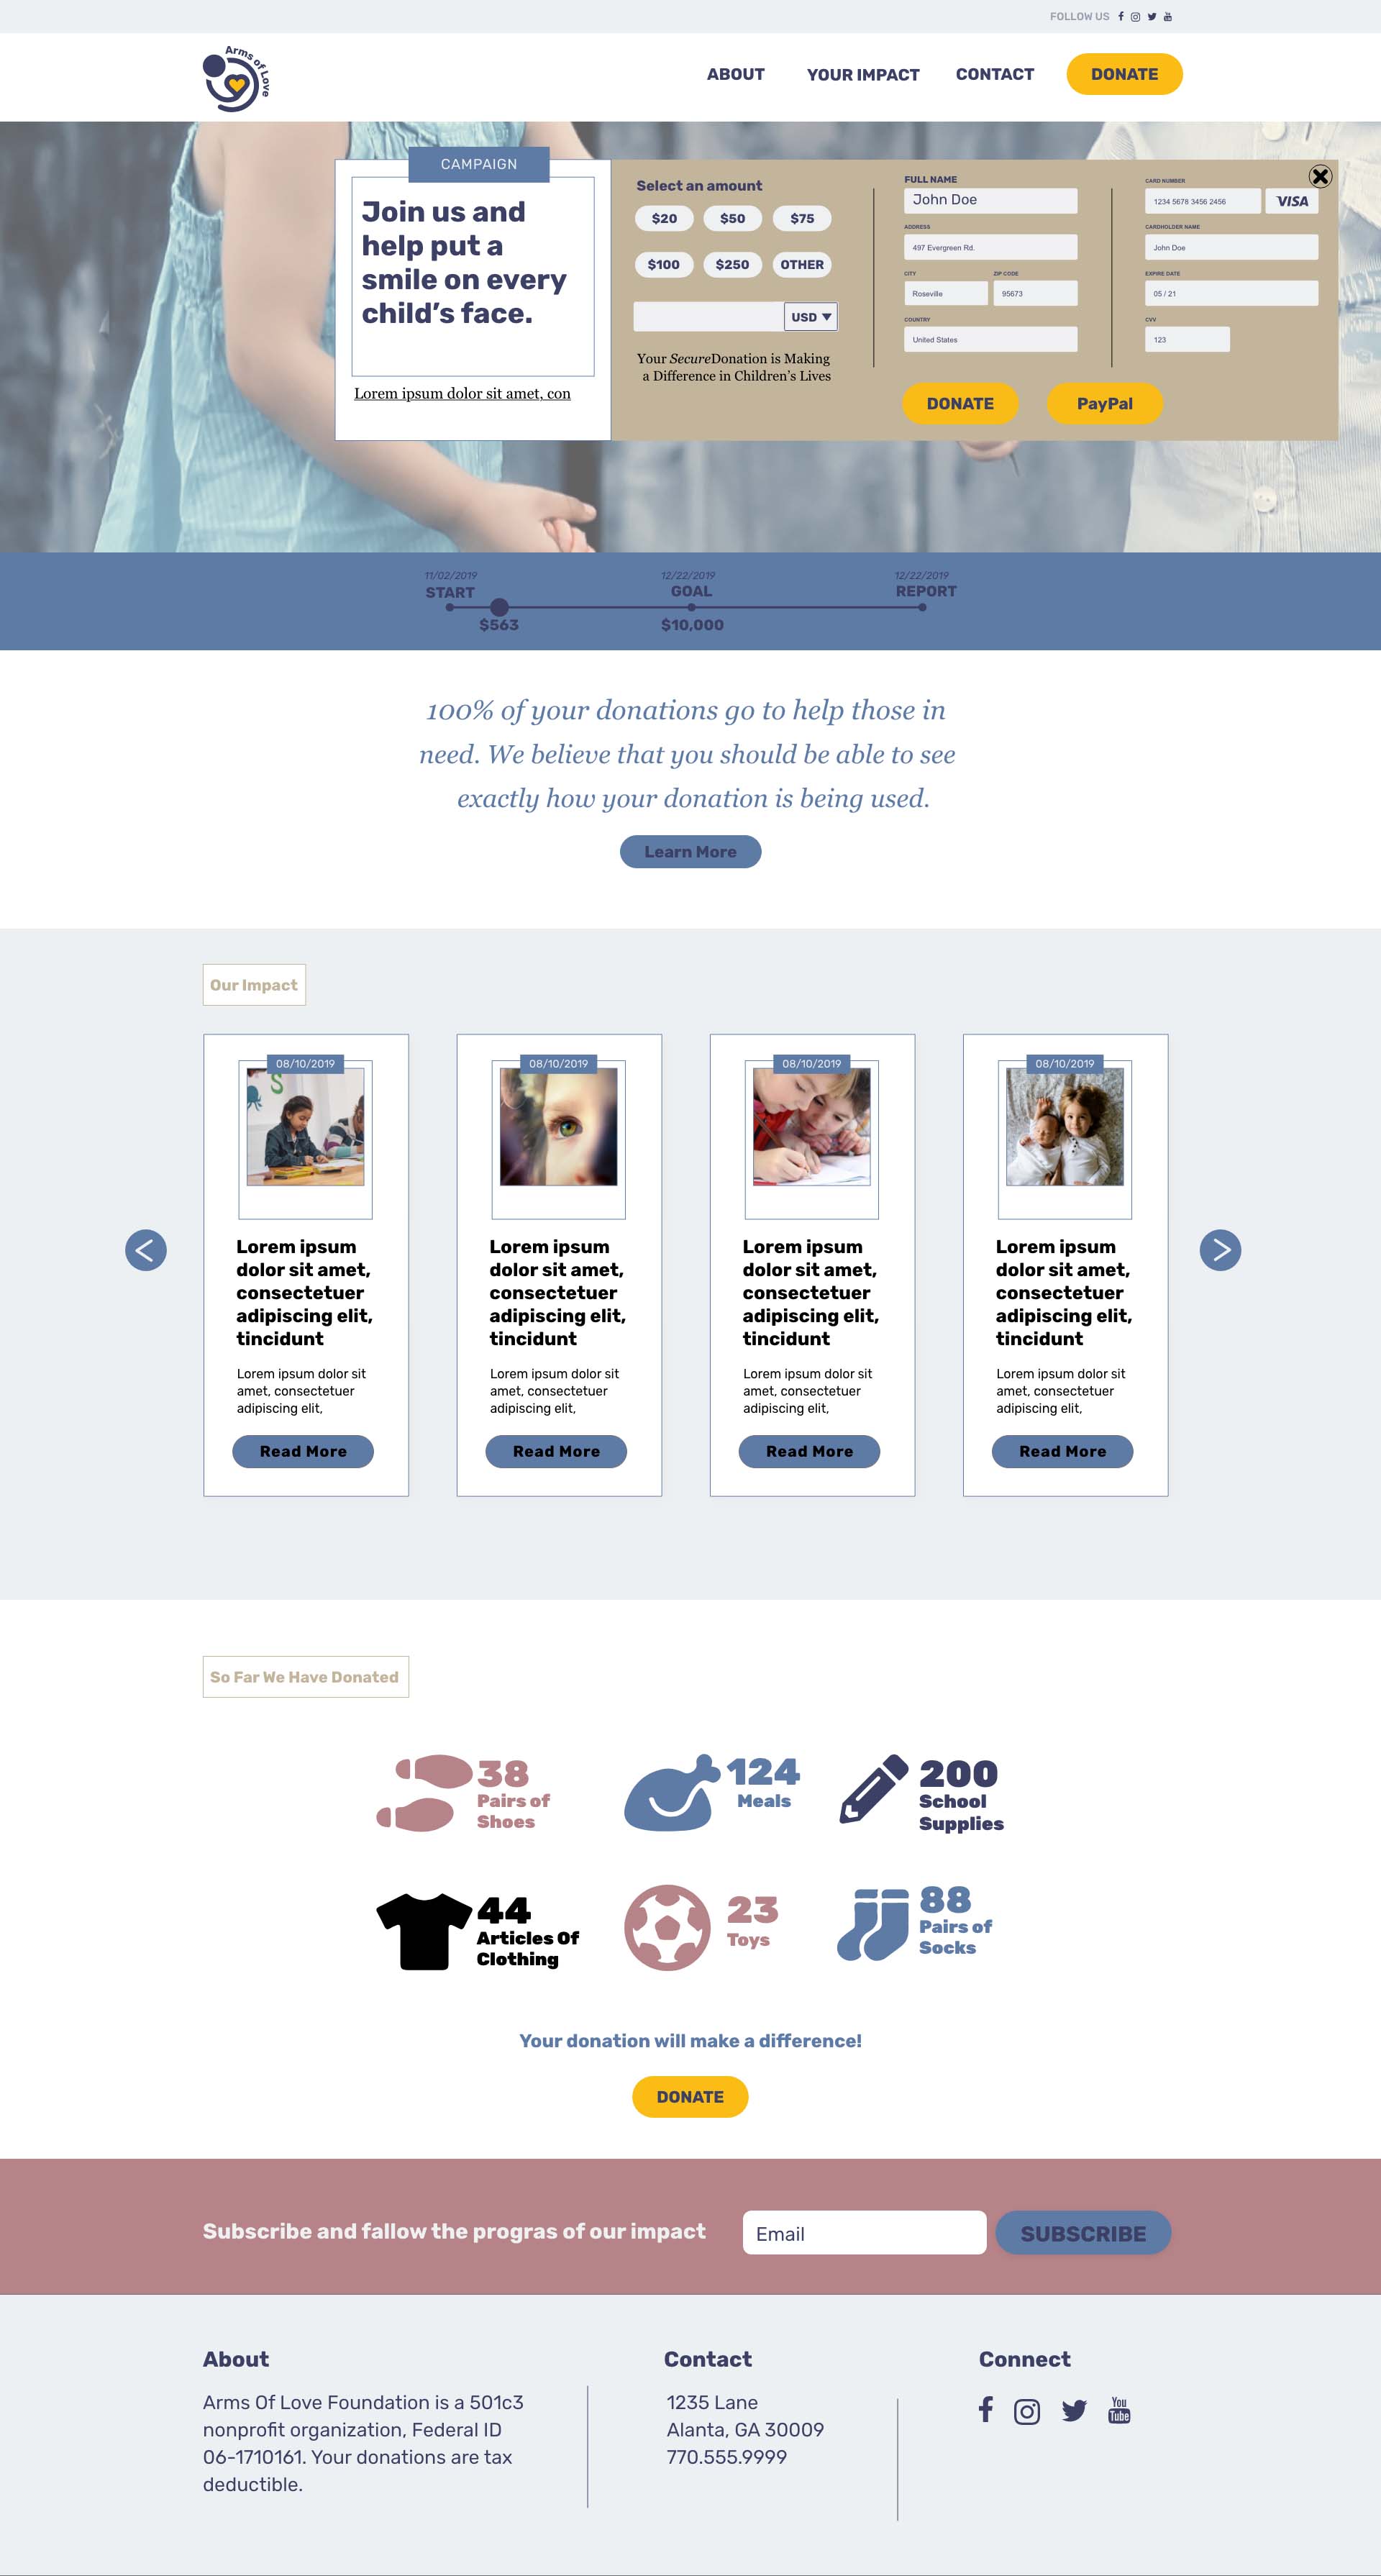 FOLLOW US
Arms of Love
ABOUT
YOUR IMPACT
CONTACT
DONATE
CAMPAIGN
Join us and
help put a
smile on every
child's face.
Lorem ipsum dolor sit amet, con
Select an amount
$20
$50
$75
$100
$250
OTHER
USD
Your SecureDonation is Making
a Difference in Children's Lives
FULL NAME
John Doe
ADDRESS
497 Evergreen Rd.
CITY
ZIP CODE
Roseville
95673
COUNTRY
United States
CARD NUMBER
1234 5678 3456 2456
VISA
CARDHOLDER NAME
John Doe
EXPIRE DATE
05 / 21
CVV
123
DONATE
PayPal
11/02/2019
START
$563
12/22/2019
GOAL
$10,000
12/22/2019
REPORT
100% of your donations go to help those in
need. We believe that you should be able to see
exactly how your donation is being used.
Learn More
Our Impact
08/10/2019
S
Lorem ipsum
dolor sit amet,
consectetuer
adipiscing elit,
tincidunt
Lorem ipsum dolor sit
amet, consectetuer
adipiscing elit,
Read More
08/10/2019
Lorem ipsum
dolor sit amet,
consectetuer
adipiscing elit,
tincidunt
Lorem ipsum dolor sit
amet, consectetuer
adipiscing elit,
Read More
08/10/2019
Lorem ipsum
dolor sit amet,
consectetuer
adipiscing elit,
tincidunt
Lorem ipsum dolor sit
amet, consectetuer
adipiscing elit,
Read More
08/10/2019
Lorem ipsum
dolor sit amet,
consectetuer
adipiscing elit,
tincidunt
Lorem ipsum dolor sit
amet, consectetuer
adipiscing elit,
Read More
So Far We Have Donated
38
Pairs of
Shoes
124
Meals
200
School
Supplies
44
Articles Of
Clothing
23
Toys
88
Pairs of
Socks
Your donation will make a difference!
DONATE
Subscribe and fallow the progras of our impact
Email
SUBSCRIBE
About
Arms Of Love Foundation is a 501c3
nonprofit organization, Federal ID
06-1710161. Your donations are tax
deductible.
Contact
1235 Lane
Alanta, GA 30009
770.555.9999
Connect
You
Tube